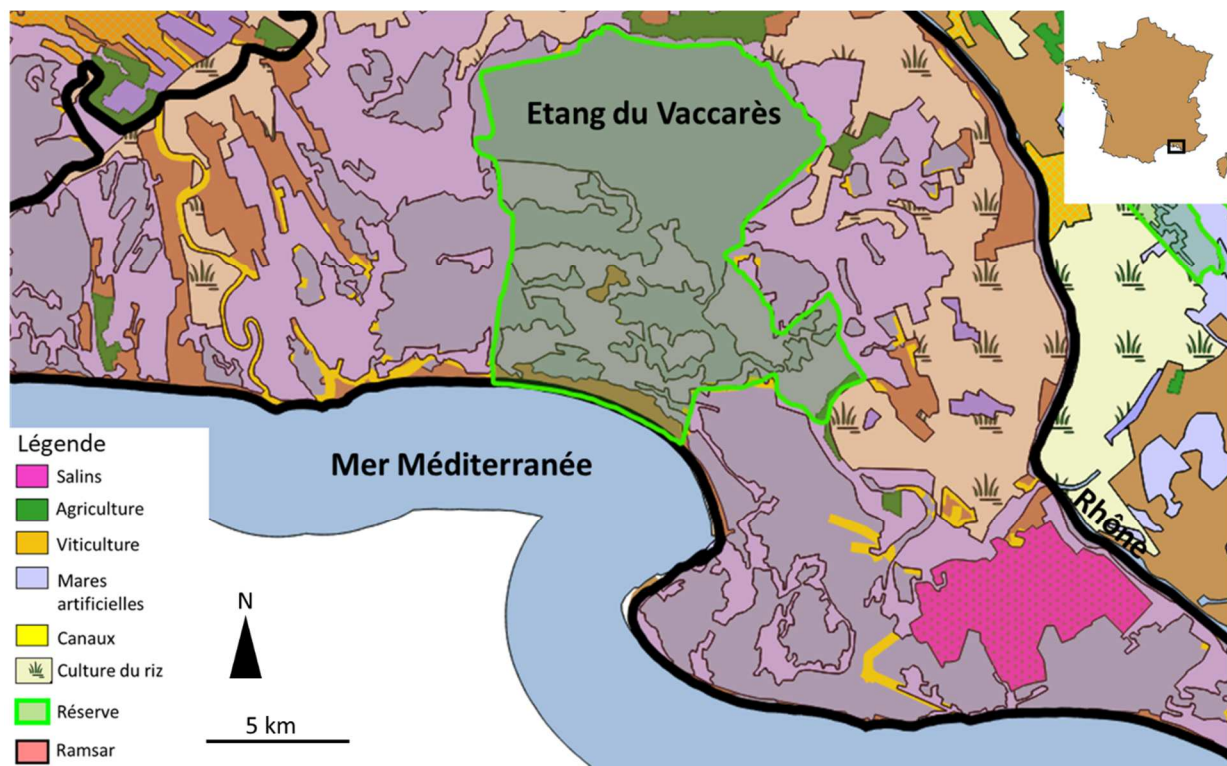 Etang du Vaccarès
Mer Méditerranée
Rhône
Légende
Salins
Agriculture
Viticulture
Mares
artificielles
Canaux
Culture du riz
Réserve
Ramsar
N
5 km